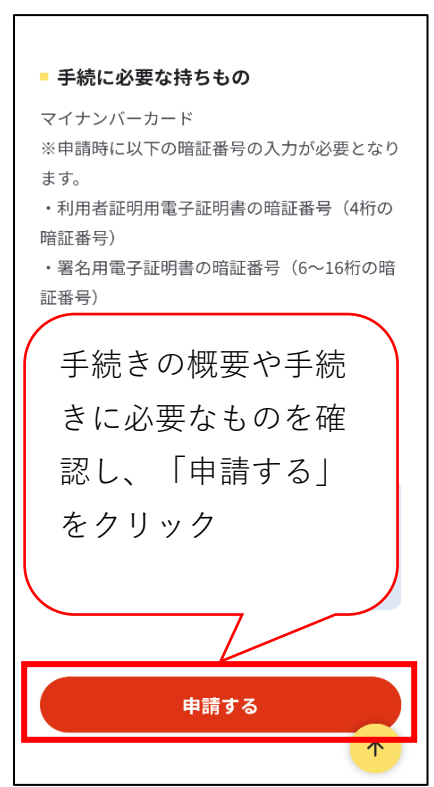 手続に必要な持ちもの
マイナンバーカード
※申請時に以下の暗証番号の入力が必要となり
ます。
・利用者証明用電子証明書の暗証番号（4桁の
暗証番号）
・署名用電子証明書の暗証番号（6〜16桁の暗
証番号）
手続きの概要や手続
きに必要なものを確
認し、「申請する」
をクリック
申請する